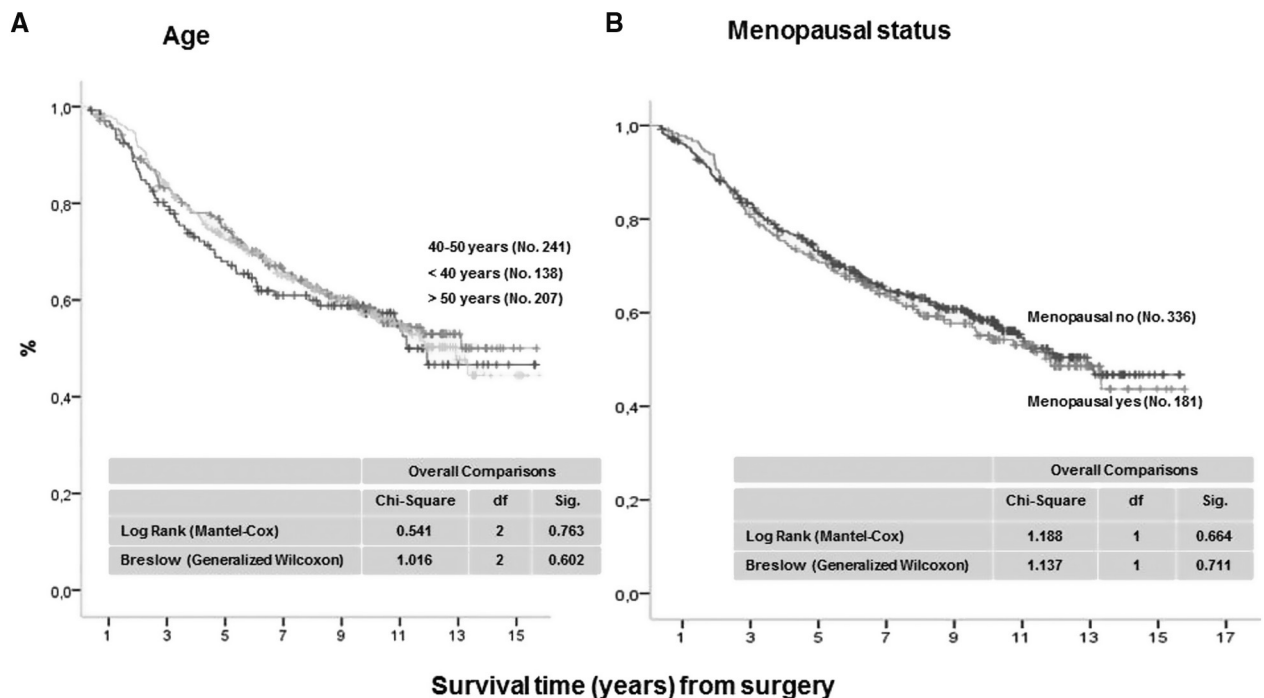 A
Age
1,0
0,8
0,6
0,4
0,2
0,0
%
40-50 years (No. 241)
< 40 years (No. 138)
> 50 years (No. 207)
Overall Comparisons
Chi-Square df Sig.
Log Rank (Mantel-Cox) 0.541 2 0.763
Breslow (Generalized Wilcoxon) 1.016 2 0.602
1 3 5 7 9 11 13 15
B
Menopausal status
1,0
0,8
0,6
0,4
0,2
0,0
Menopausal no (No. 336)
Menopausal yes (No. 181)
Overall Comparisons
Chi-Square df Sig.
Log Rank (Mantel-Cox) 1.188 1 0.664
Breslow (Generalized Wilcoxon) 1.137 1 0.711
1 3 5 7 9 11 13 15 17
Survival time (years) from surgery